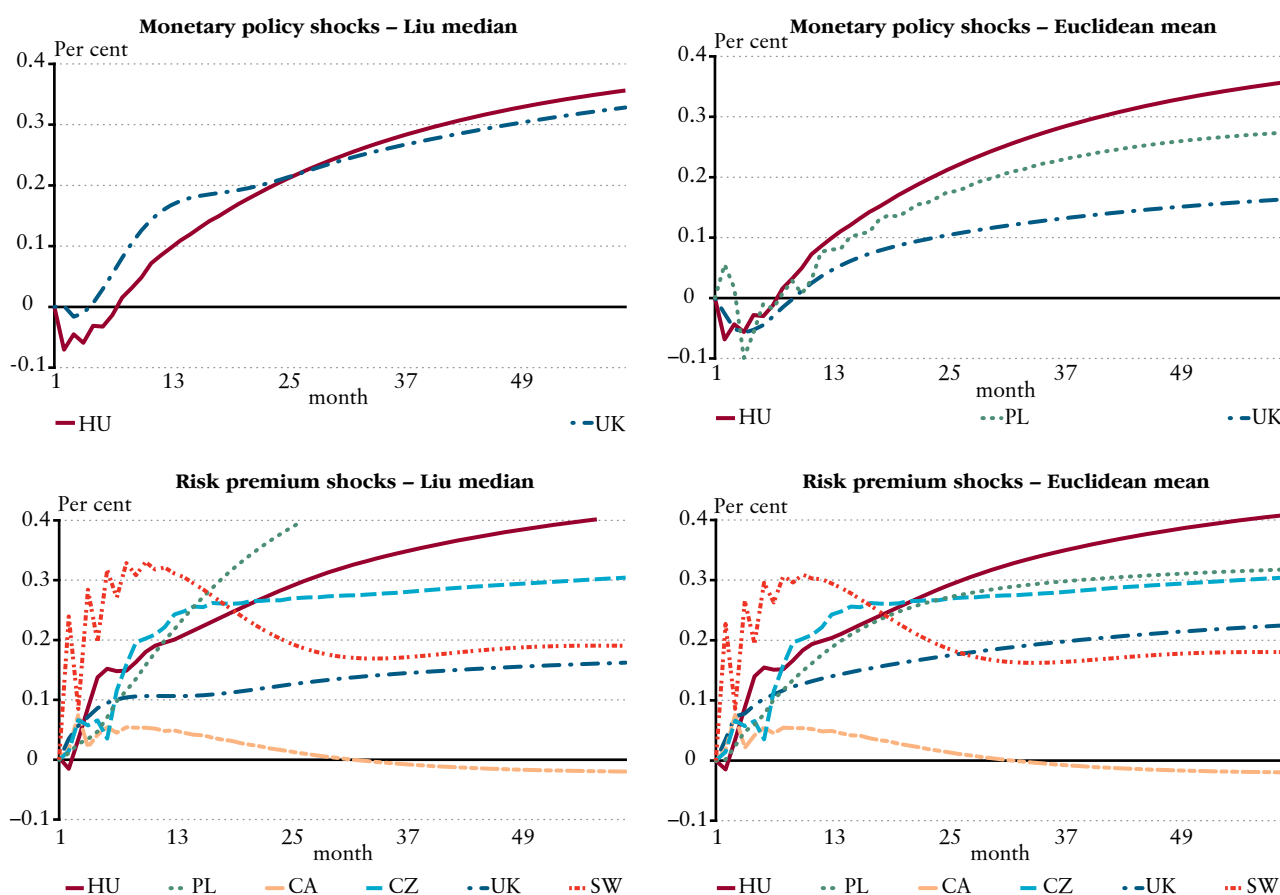 Monetary policy shocks – Liu median
Per cent
0.4
0.3
0.2
0.1
0
-0.1
1 13 25 37 49
month
HU UK
Monetary policy shocks – Euclidean mean
Per cent
0.4
0.3
0.2
0.1
0
–0.1
1 13 25 37 49
month
HU PL UK
Risk premium shocks – Liu median
Per cent
0.4
0.3
0.2
0.1
0
–0.1
1 13 25 37 49
month
HU PL CA CZ UK SW
Risk premium shocks – Euclidean mean
Per cent
0.4
0.3
0.2
0.1
0
–0.1
1 13 25 37 49
month
HU PL CA CZ UK SW